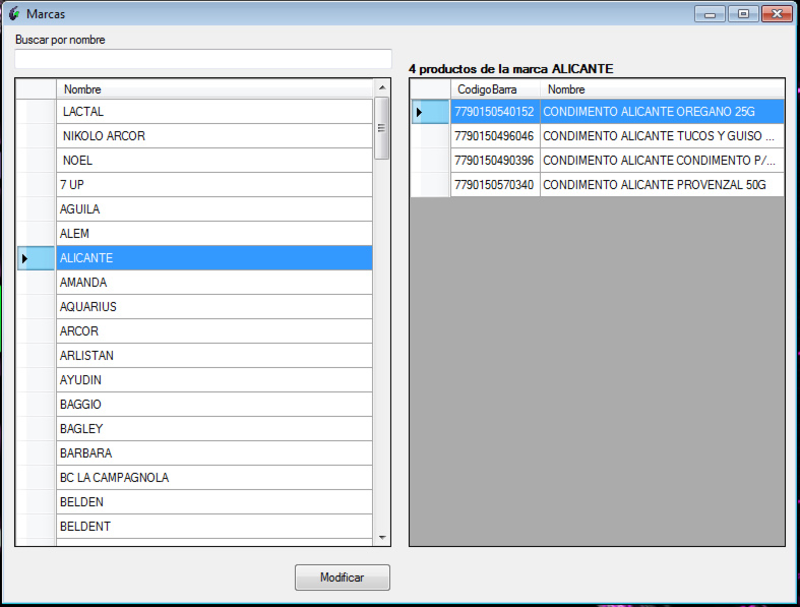 Marcas
Buscar por nombre
Nombre
LACTAL
NIKOLO ARCOR
NOEL
7 UP
AGUILA
ALEM
ALICANTE
AMANDA
AQUARIUS
ARCOR
ARLISTAN
AYUDIN
BAGGIO
BAGLEY
BARBARA
BC LA CAMPAGNOLA
BELDEN
BELDENT
Modificar
4 productos de la marca ALICANTE
CodigoBarra Nombre
7790150540152 CONDIMENTO ALICANTE OREGANO 25G
7790150496046 CONDIMENTO ALICANTE TUCOS Y GUISO ...
7790150490396 CONDIMENTO ALICANTE CONDIMENTO P/...
7790150570340 CONDIMENTO ALICANTE PROVENZAL 50G